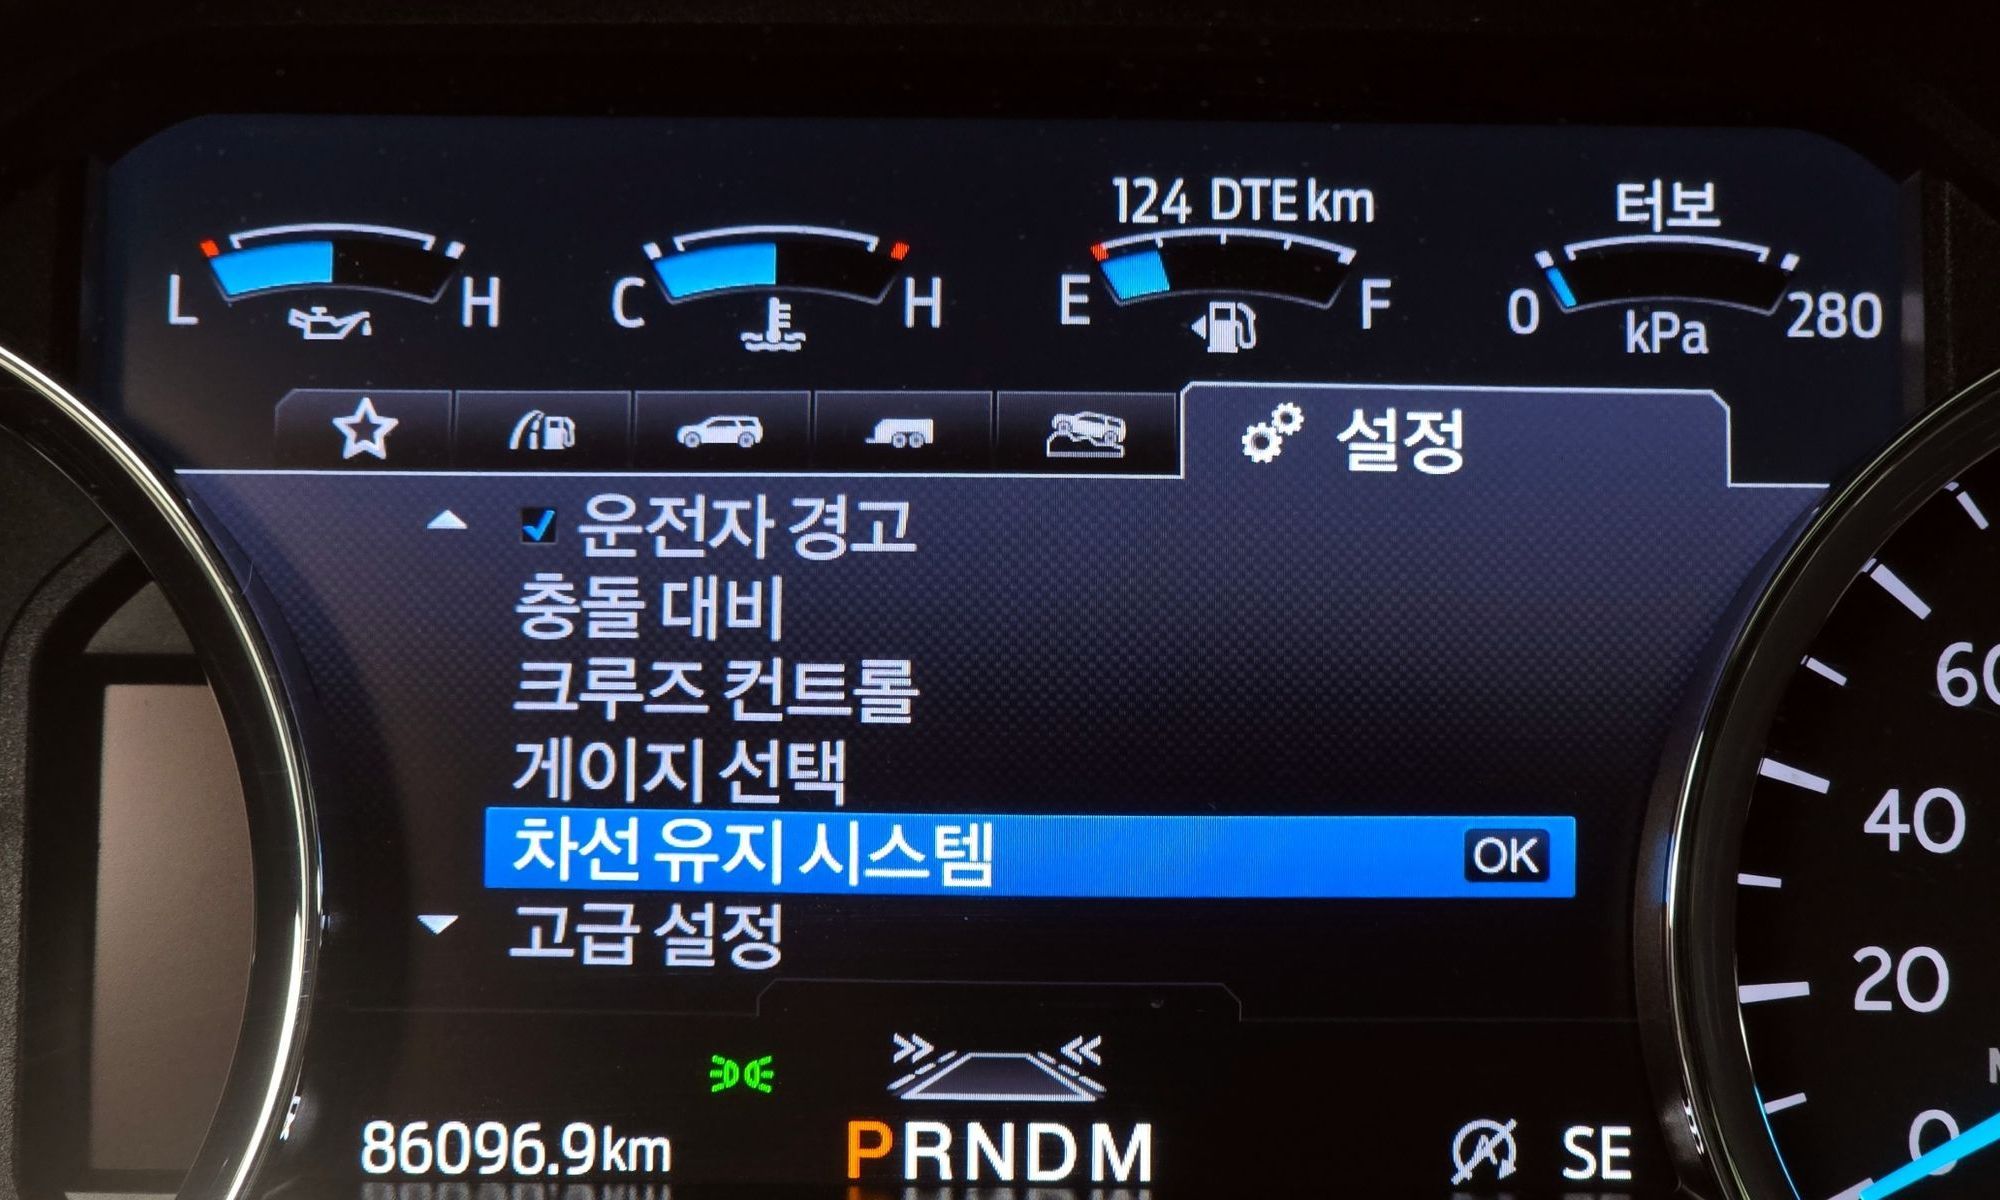 124 DTE km
터보
L H
C H
E F
0 280
kPa
설정
운전자 경고
충돌 대비
크루즈 컨트롤
게이지 선택
차선 유지 시스템 OK
고급 설정
86096.9km
PRNDM
A SE
60
40
20
0